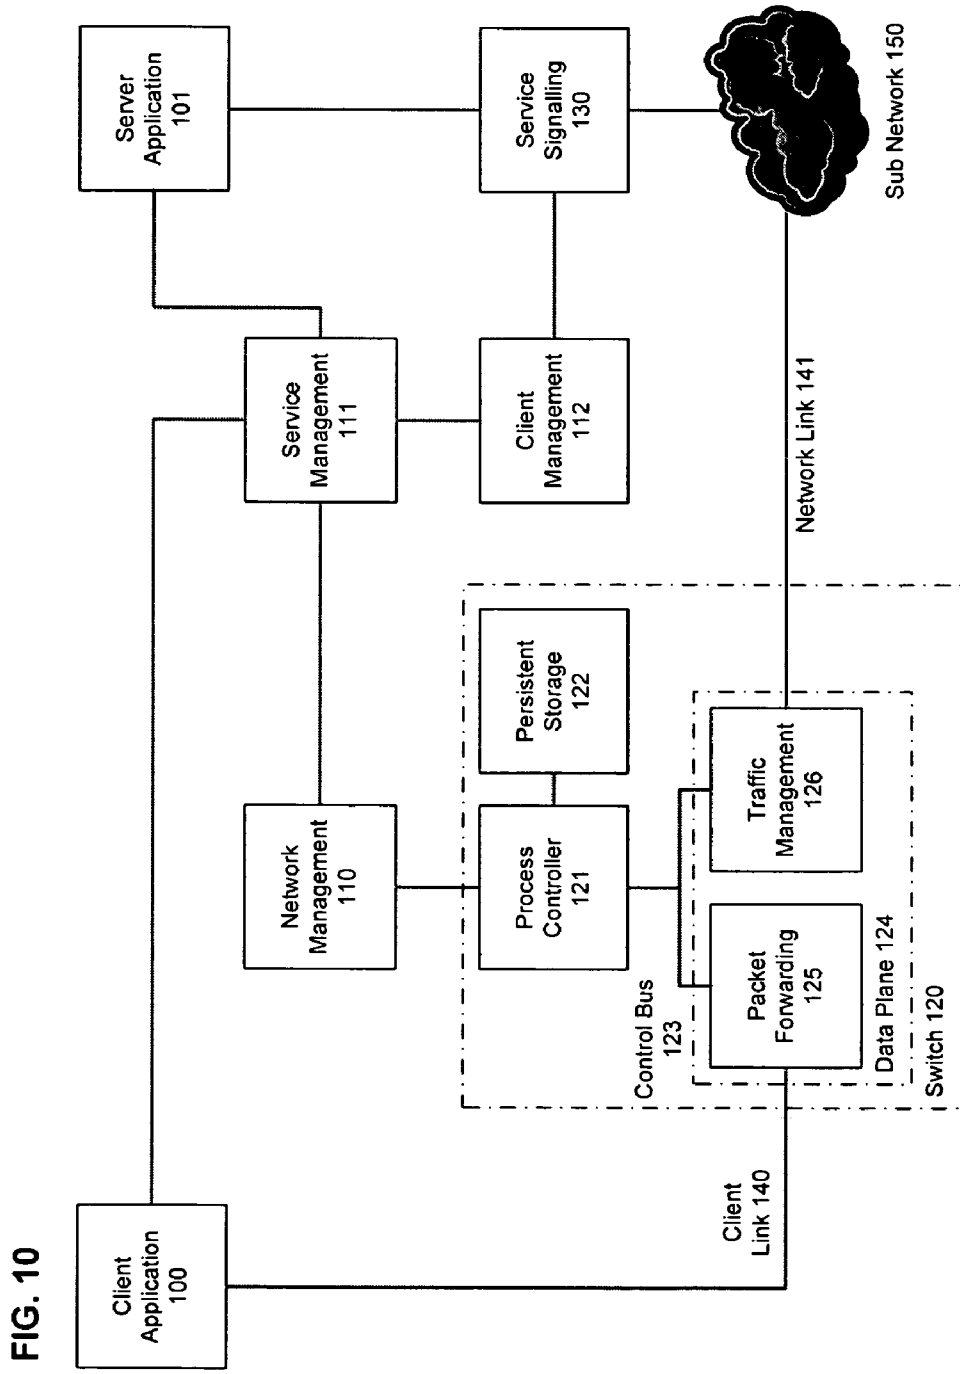 FIG. 10
Client
Application
100
Server
Application
101
Network
Management
110
Service
Management
111
Process
Controller
121
Persistent
Storage
122
Client
Management
112
Service
Signalling
130
Control Bus
123
Client
Link 140
Packet
Forwarding
125
Traffic
Management
126
Network Link 141
Data Plane 124
Switch 120
Sub Network 150